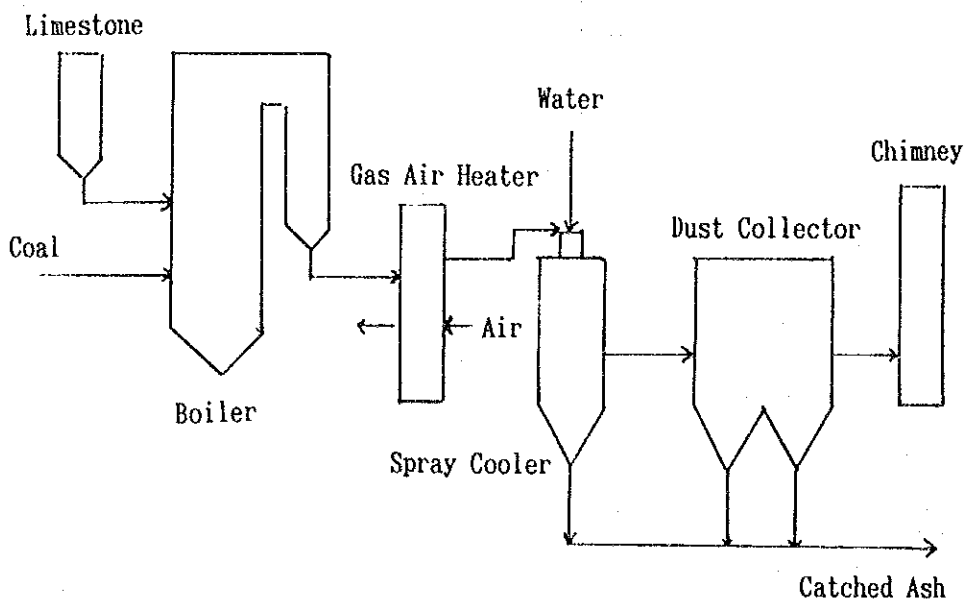 Limestone
Water
Chimney
Gas Air Heater
Dust Collector
Coal
Air
Boiler
Spray Cooler
Catched Ash